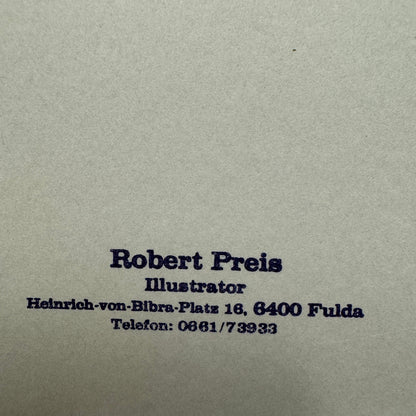 Robert Preis
Illustrator
Heinrich-von-Bibra-Platz 16, 6400 Fulda
Telefon: 0661/73933